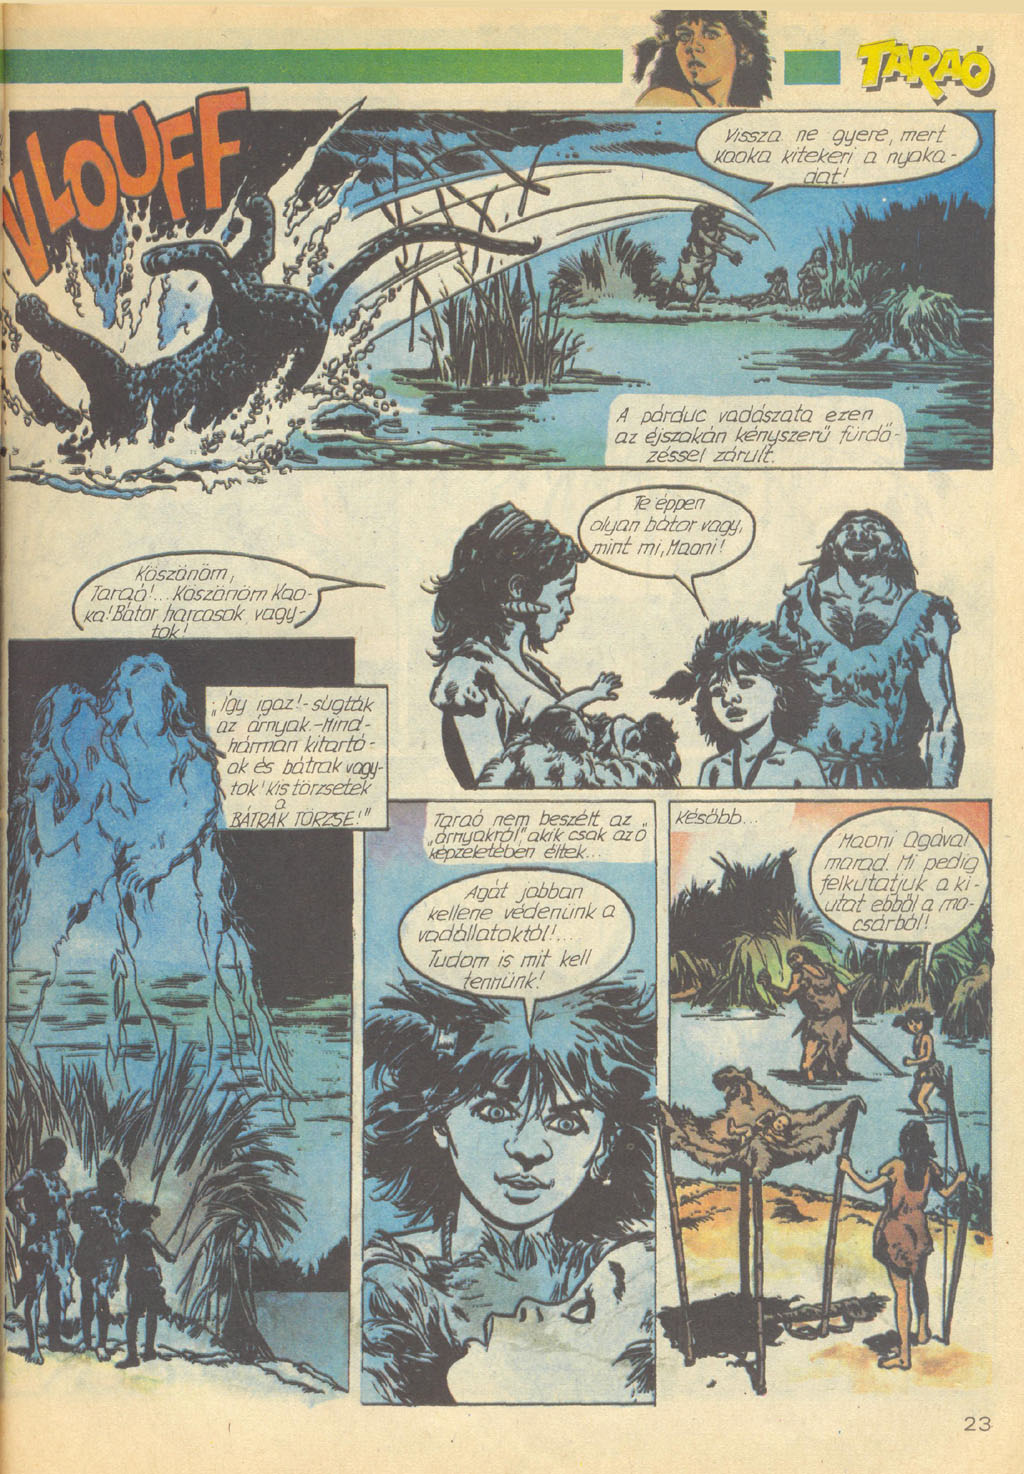 TARAÓ
VLOUFF
Vissza ne gyere, mert
Kaoka kitekeri a nyaka-
dat!
A párduc vadászata ezen
az éjszakán kényszerű fürdő-
zéssel zárult.
Te éppen
olyan bátor vagy,
mint mi, Maoni!
Köszönöm,
Taraó!... Köszönöm Kao-
ka! Bátor harcosok vagy-
tok!
„Így igaz! - súgták
az árnyak. - Mind-
hárman kitartó-
ak és bátrak vagy-
tok! Kis törzsetek
a
BÁTRAK TÖRZSE!"
Taraó nem beszélt az „
„árnyakról" akik csak az ő
képzeletében éltek...
Agát jobban
kellene védenünk a
vadállatoktól!....
Tudom is mit kell
tennünk!
Később...
Maoni Agával
marad. Mi pedig
felkutatjuk a ki-
utat ebből a mo-
csárból!
23